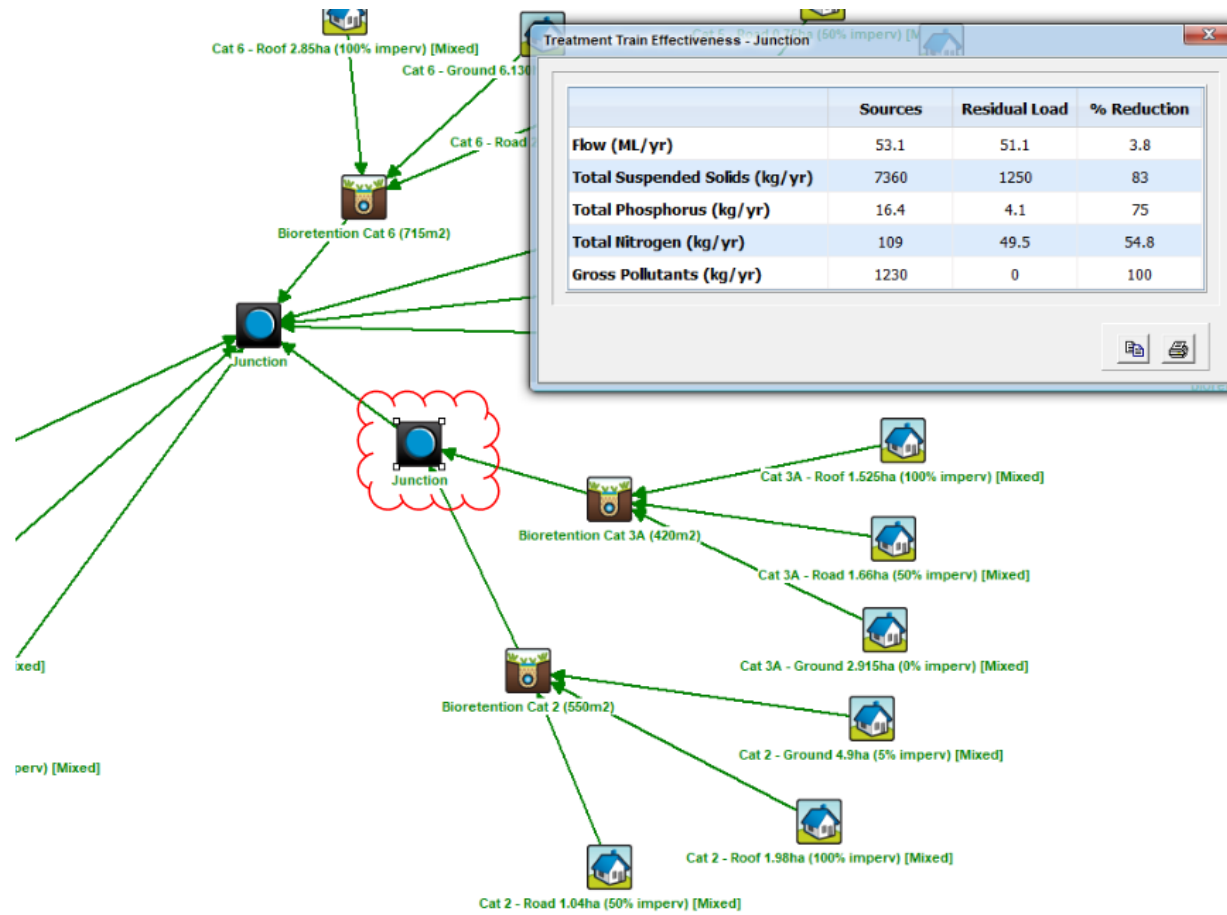 Cat 6 - Roof 2.85ha (100% imperv) [Mixed]
Cat 6 - Ground
Cat 6 - Road
Bioretention Cat 6 (715m2)
Junction
Treatment Train Effectiveness - Junction
Sources Residual Load % Reduction
Flow (ML/yr) 53.1 51.1 3.8
Total Suspended Solids (kg/yr) 7360 1250 83
Total Phosphorus (kg/yr) 16.4 4.1 75
Total Nitrogen (kg/yr) 109 49.5 54.8
Gross Pollutants (kg/yr) 1230 0 100
Junction
Cat 3A - Roof 1.525ha (100% imperv) [Mixed]
Bioretention Cat 3A (420m2)
Cat 3A - Road 1.66ha (50% imperv) [Mixed]
Cat 3A - Ground 2.915ha (0% imperv) [Mixed]
Bioretention Cat 2 (550m2)
Cat 2 - Ground 4.9ha (5% imperv) [Mixed]
perv) [Mixed]
Cat 2 - Roof 1.98ha (100% imperv) [Mixed]
Cat 2 - Road 1.04ha (50% imperv) [Mixed]